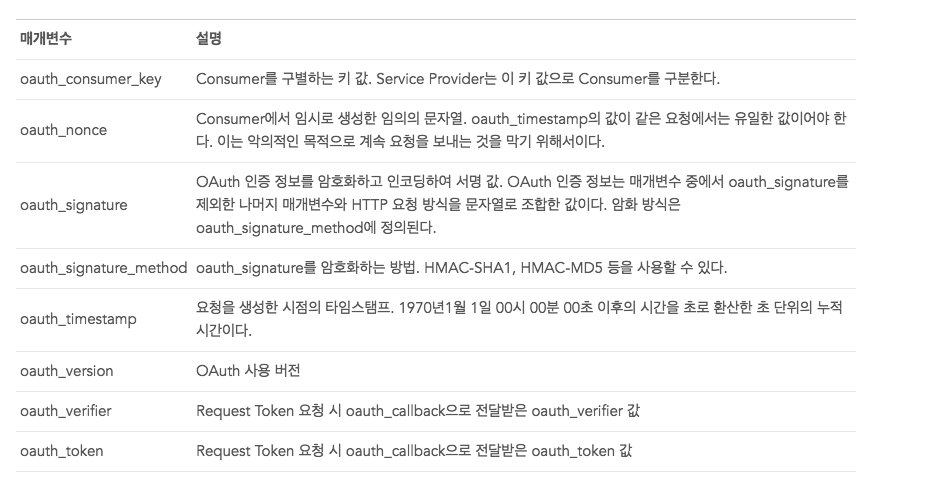 매개변수 설명
oauth_consumer_key Consumer를 구별하는 키 값. Service Provider는 이 키 값으로 Consumer를 구분한다.
oauth_nonce Consumer에서 임시로 생성한 임의의 문자열. oauth_timestamp의 값이 같은 요청에서는 유일한 값이어야 한
다. 이는 악의적인 목적으로 계속 요청을 보내는 것을 막기 위해서이다.
oauth_signature OAuth 인증 정보를 암호화하고 인코딩하여 서명 값. OAuth 인증 정보는 매개변수 중에서 oauth_signature를
제외한 나머지 매개변수와 HTTP 요청 방식을 문자열로 조합한 값이다. 암화 방식은
oauth_signature_method에 정의된다.
oauth_signature_method oauth_signature를 암호화하는 방법. HMAC-SHA1, HMAC-MD5 등을 사용할 수 있다.
oauth_timestamp 요청을 생성한 시점의 타임스탬프. 1970년1월 1일 00시 00분 00초 이후의 시간을 초로 환산한 초 단위의 누적
시간이다.
oauth_version OAuth 사용 버전
oauth_verifier Request Token 요청 시 oauth_callback으로 전달받은 oauth_verifier 값
oauth_token Request Token 요청 시 oauth_callback으로 전달받은 oauth_token 값